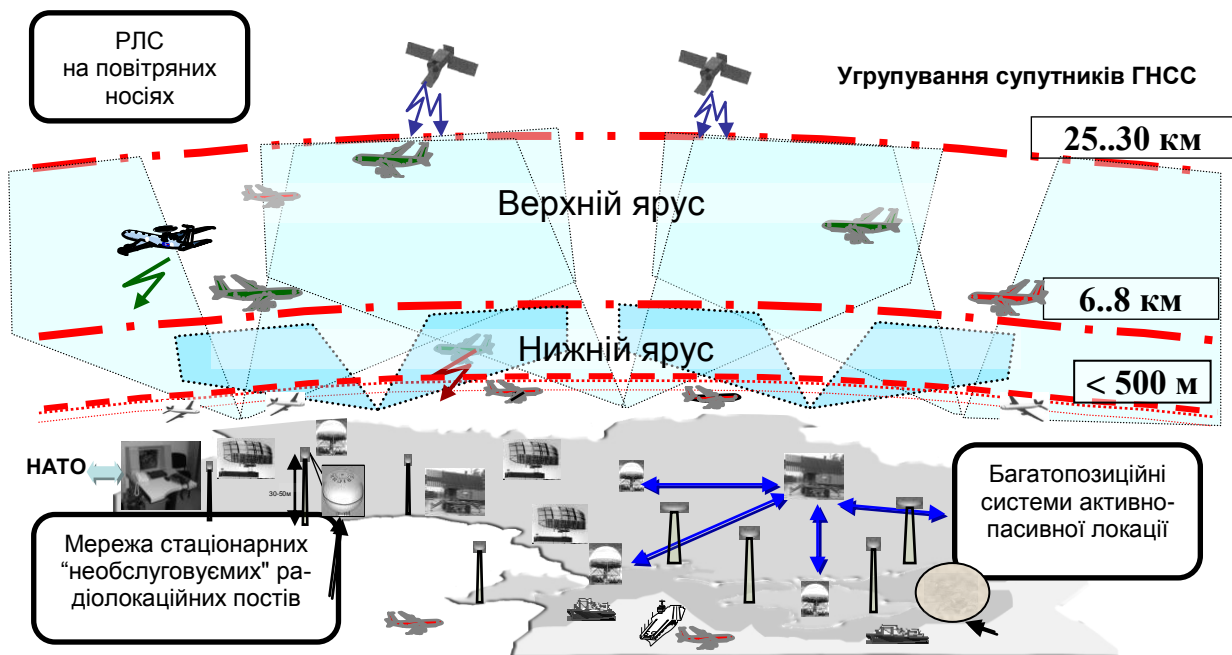 РЛС
на повітряних
носіях
Угрупування супутників ГНСС
25..30 км
Верхній ярус
6..8 км
Нижній ярус
< 500 м
НАТО
30-50м
Мережа стаціонарних
“необслуговуємих" ра-
діолокаційних постів
Багатопозиційні
системи активно-
пасивної локації